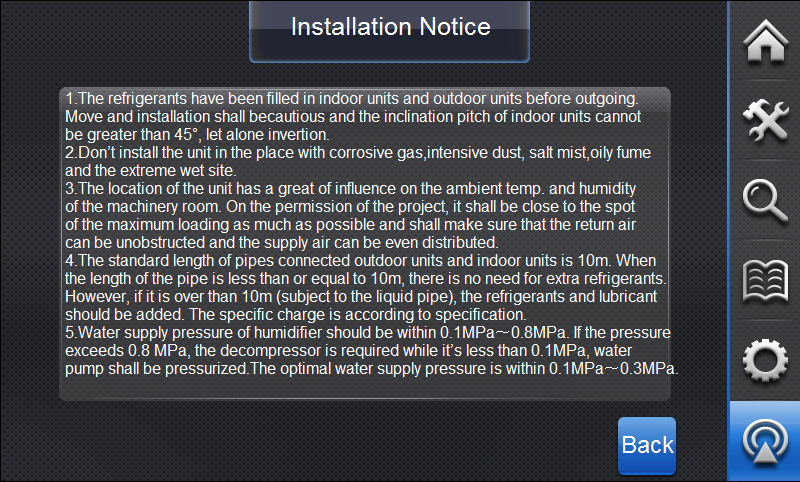 Installation Notice
1.The refrigerants have been filled in indoor units and outdoor units before outgoing.
Move and installation shall becautious and the inclination pitch of indoor units cannot
be greater than 45°, let alone invertion.
2.Don't install the unit in the place with corrosive gas,intensive dust, salt mist,oily fume
and the extreme wet site.
3.The location of the unit has a great of influence on the ambient temp. and humidity
of the machinery room. On the permission of the project, it shall be close to the spot
of the maximum loading as much as possible and shall make sure that the return air
can be unobstructed and the supply air can be even distributed.
4.The standard length of pipes connected outdoor units and indoor units is 10m. When
the length of the pipe is less than or equal to 10m, there is no need for extra refrigerants.
However, if it is over than 10m (subject to the liquid pipe), the refrigerants and lubricant
should be added. The specific charge is according to specification.
5.Water supply pressure of humidifier should be within 0.1MPa～0.8MPa. If the pressure
exceeds 0.8 MPa, the decompressor is required while it's less than 0.1MPa, water
pump shall be pressurized.The optimal water supply pressure is within 0.1MPa～0.3MPa.
Back